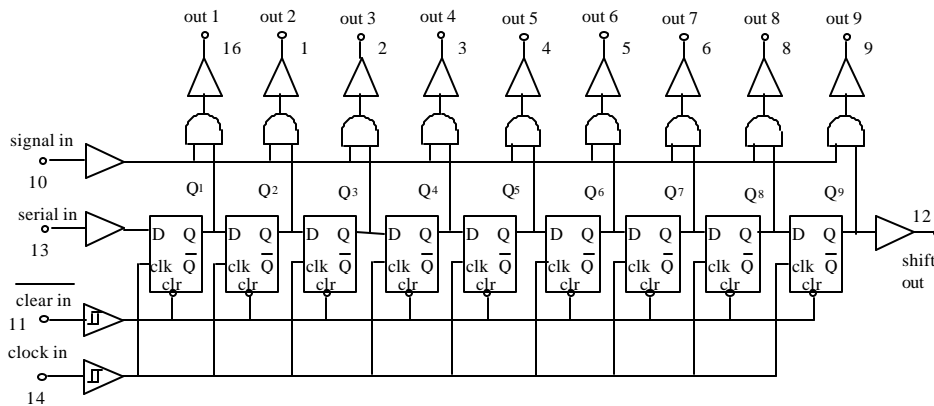 out 1 out 2 out 3 out 4 out 5 out 6 out 7 out 8 out 9
16 1 2 3 4 5 6 8 9
signal in
10
Q1 Q2 Q3 Q4 Q5 Q6 Q7 Q8 Q9
serial in
13
12
D Q D Q D Q D Q D Q D Q D Q D Q D Q
clk Q̅ clk Q̅ clk Q̅ clk Q̅ clk Q̅ clk Q̅ clk Q̅ clk Q̅ clk Q̅
clr clr clr clr clr clr clr clr clr
shift
out
clear in
11
clock in
14